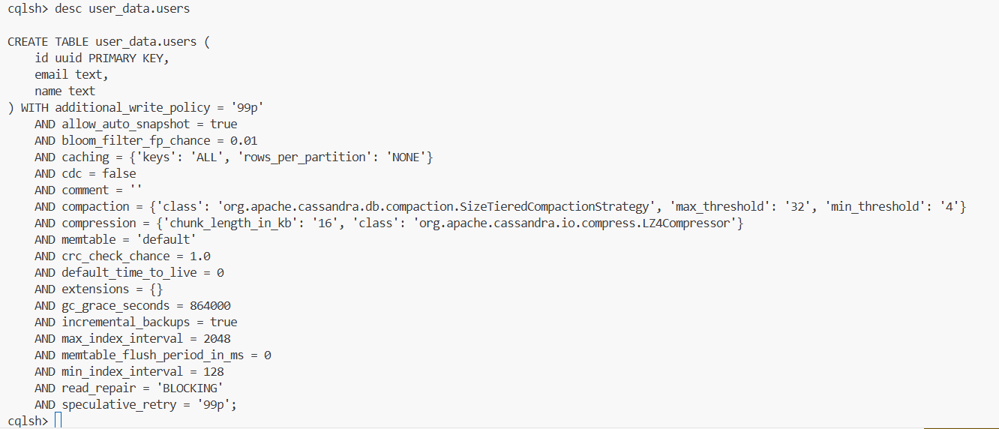 cqlsh> desc user_data.users
CREATE TABLE user_data.users (
    id uuid PRIMARY KEY,
    email text,
    name text
) WITH additional_write_policy = '99p'
    AND allow_auto_snapshot = true
    AND bloom_filter_fp_chance = 0.01
    AND caching = {'keys': 'ALL', 'rows_per_partition': 'NONE'}
    AND cdc = false
    AND comment = ''
    AND compaction = {'class': 'org.apache.cassandra.db.compaction.SizeTieredCompactionStrategy', 'max_threshold': '32', 'min_threshold': '4'}
    AND compression = {'chunk_length_in_kb': '16', 'class': 'org.apache.cassandra.io.compress.LZ4Compressor'}
    AND memtable = 'default'
    AND crc_check_chance = 1.0
    AND default_time_to_live = 0
    AND extensions = {}
    AND gc_grace_seconds = 864000
    AND incremental_backups = true
    AND max_index_interval = 2048
    AND memtable_flush_period_in_ms = 0
    AND min_index_interval = 128
    AND read_repair = 'BLOCKING'
    AND speculative_retry = '99p';
cqlsh>